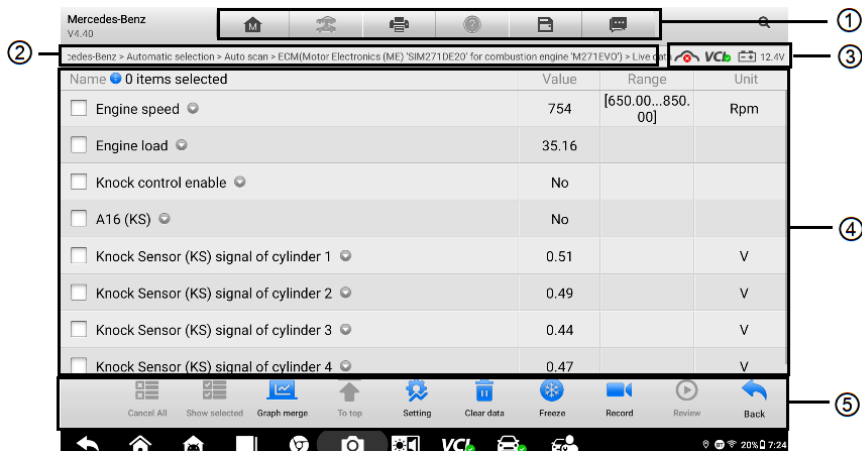 Mercedes-Benz
V4.40
①
②
cedes-Benz > Automatic selection > Auto scan > ECM(Motor Electronics (ME) 'SIM271DE20' for combustion engine 'M271EVO') > Live data
VCI
12.4V
③
Name 0 items selected Value Range Unit
Engine speed 754 [650.00...850.
00] Rpm
Engine load 35.16
Knock control enable No
A16 (KS) No
④
Knock Sensor (KS) signal of cylinder 1 0.51 V
Knock Sensor (KS) signal of cylinder 2 0.49 V
Knock Sensor (KS) signal of cylinder 3 0.44 V
Knock Sensor (KS) signal of cylinder 4 0.47 V
Cancel All Show selected Graph merge To top Setting Clear data Freeze Record Review Back
⑤
VCI 20% 7:24